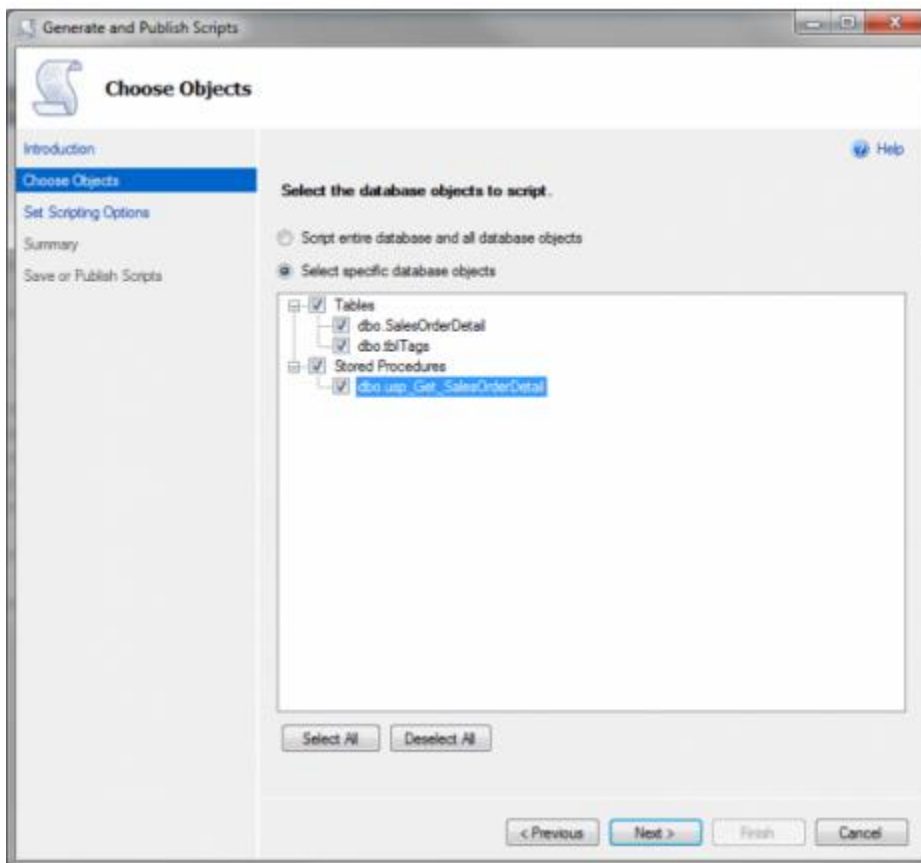 Generate and Publish Scripts
Choose Objects
Introduction
Help
Choose Objects
Select the database objects to script.
Set Scripting Options
Script entire database and all database objects
Summary
Select specific database objects
Save or Publish Scripts
Tables
dbo.SalesOrderDetail
dbo.tblTags
Stored Procedures
dbo.usp_Get_SalesOrderDetail
Select All Deselect All
< Previous Next > Finish Cancel